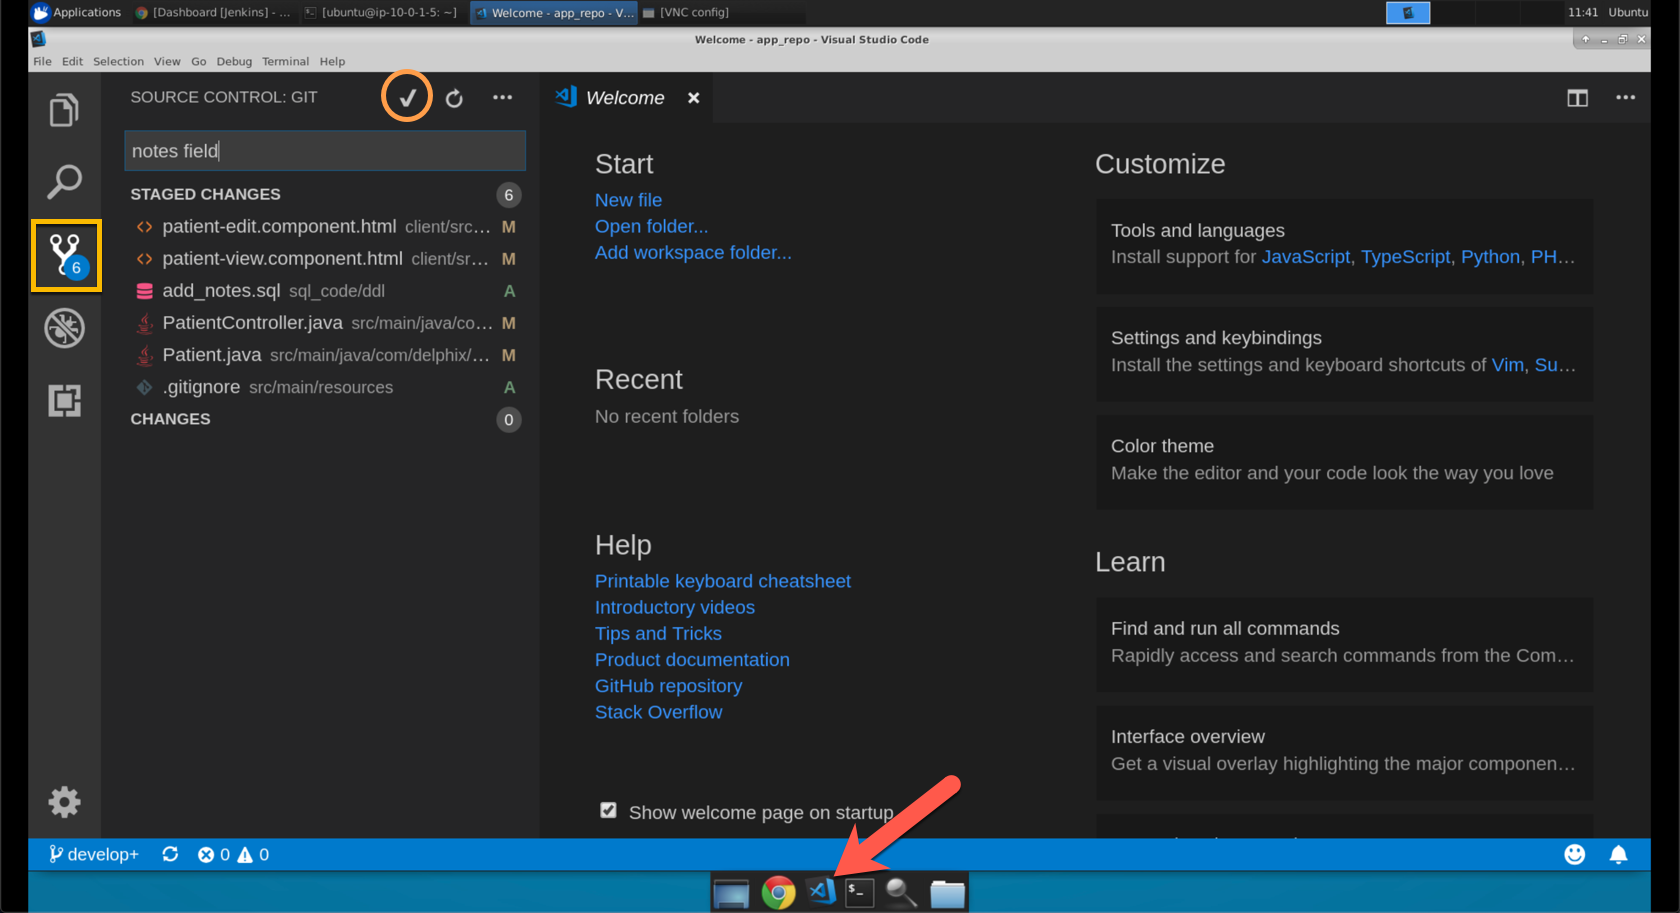 Applications [Dashboard [Jenkins] - ... [ubuntu@ip-10-0-1-5: ~] Welcome - app_repo - V... [VNC config] 11:41 Ubuntu
Welcome - app_repo - Visual Studio Code
File Edit Selection View Go Debug Terminal Help
SOURCE CONTROL: GIT
Welcome
notes field
STAGED CHANGES 6
patient-edit.component.html client/src... M
patient-view.component.html client/sr... M
add_notes.sql sql_code/ddl A
PatientController.java src/main/java/co... M
Patient.java src/main/java/com/delphix/... M
.gitignore src/main/resources A
CHANGES 0
6
Start
New file
Open folder...
Add workspace folder...
Recent
No recent folders
Help
Printable keyboard cheatsheet
Introductory videos
Tips and Tricks
Product documentation
GitHub repository
Stack Overflow
Show welcome page on startup
Customize
Tools and languages
Install support for JavaScript, TypeScript, Python, PH...
Settings and keybindings
Install the settings and keyboard shortcuts of Vim, Su...
Color theme
Make the editor and your code look the way you love
Learn
Find and run all commands
Rapidly access and search commands from the Com...
Interface overview
Get a visual overlay highlighting the major componen...
develop+ 0 0
$_